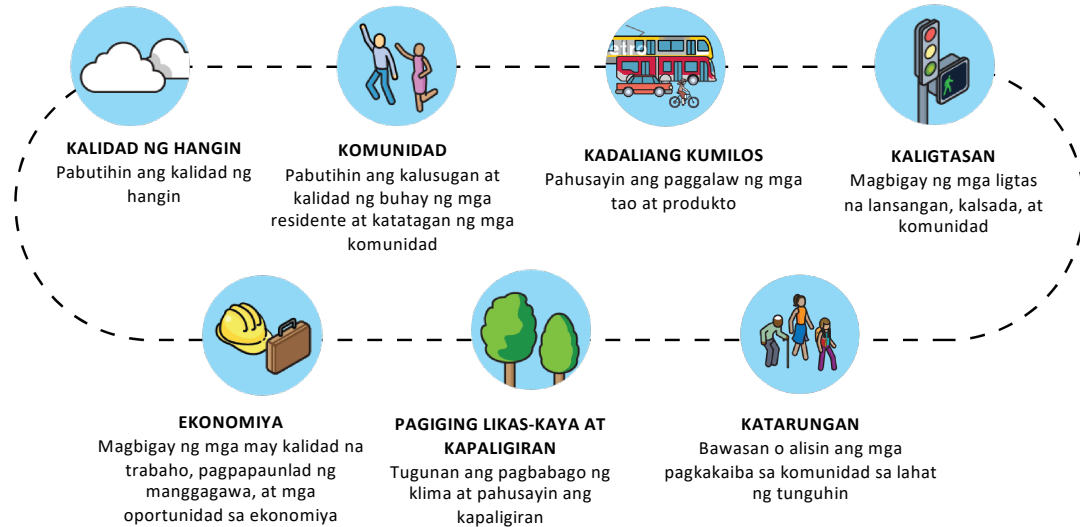 etro
KALIDAD NG HANGIN
Pabutihin ang kalidad ng
hangin
KOMUNIDAD
Pabutihin ang kalusugan at
kalidad ng buhay ng mga
residente at katatagan ng mga
komunidad
KADALIANG KUMILOS
Pahusayin ang paggalaw ng mga
tao at produkto
KALIGTASAN
Magbigay ng mga ligtas
na lansangan, kalsada, at
komunidad
EKONOMIYA
Magbigay ng mga may kalidad na
trabaho, pagpapaunlad ng
manggagawa, at mga
oportunidad sa ekonomiya
PAGIGING LIKAS-KAYA AT
KAPALIGIRAN
Tugunan ang pagbabago ng
klima at pahusayin ang
kapaligiran
KATARUNGAN
Bawasan o alisin ang mga
pagkakaiba sa komunidad sa lahat
ng tunguhin